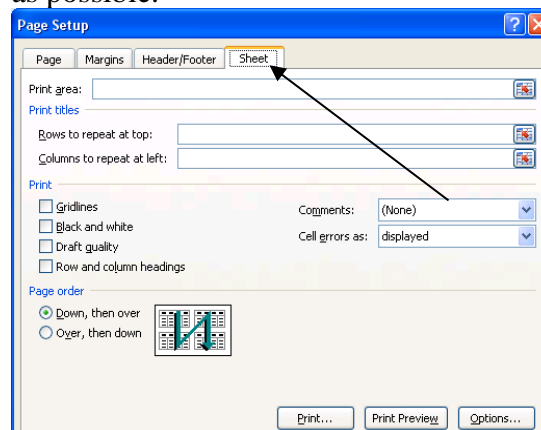 as possible.
Page Setup
Page Margins Header/Footer Sheet
Print area:
Print titles
Rows to repeat at top:
Columns to repeat at left:
Print
Gridlines
Black and white
Draft quality
Row and column headings
Comments: (None)
Cell errors as: displayed
Page order
Down, then over
Over, then down
Print... Print Preview Options...